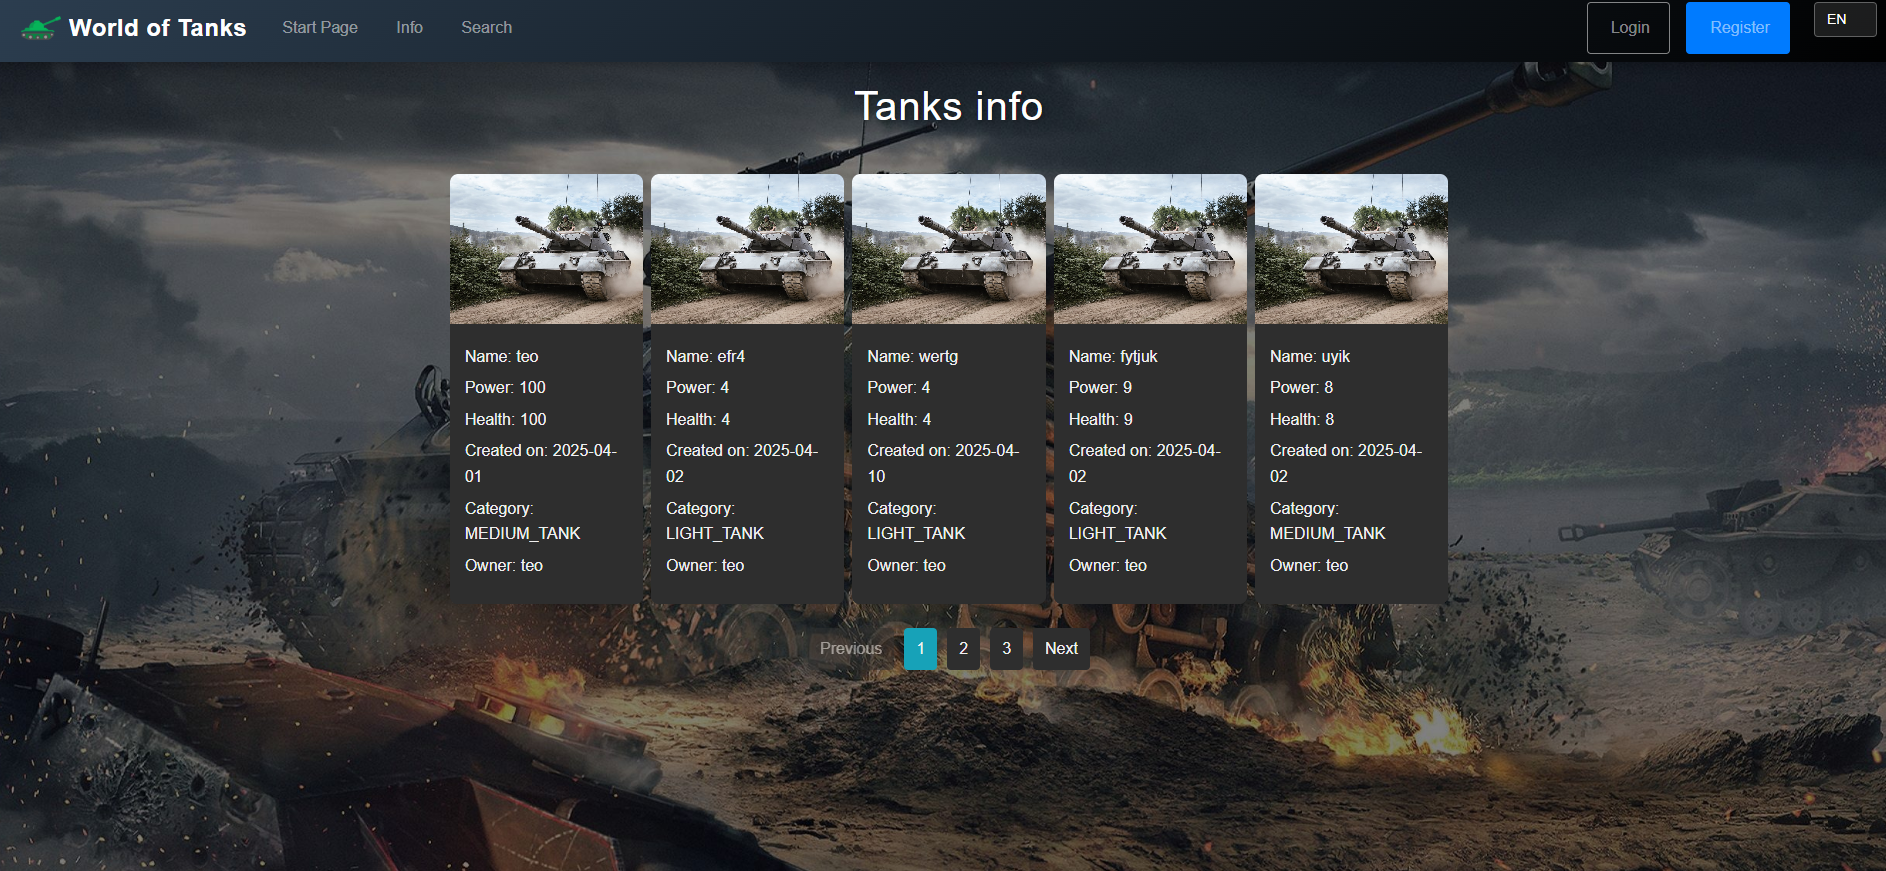 World of Tanks
Start Page
Info
Search
Login
Register
EN
Tanks info
Name: teo
Power: 100
Health: 100
Created on: 2025-04-
01
Category:
MEDIUM_TANK
Owner: teo
Name: efr4
Power: 4
Health: 4
Created on: 2025-04-
02
Category:
LIGHT_TANK
Owner: teo
Name: wertg
Power: 4
Health: 4
Created on: 2025-04-
10
Category:
LIGHT_TANK
Owner: teo
Name: fytjuk
Power: 9
Health: 9
Created on: 2025-04-
02
Category:
LIGHT_TANK
Owner: teo
Name: uyik
Power: 8
Health: 8
Created on: 2025-04-
02
Category:
MEDIUM_TANK
Owner: teo
Previous
1
2
3
Next